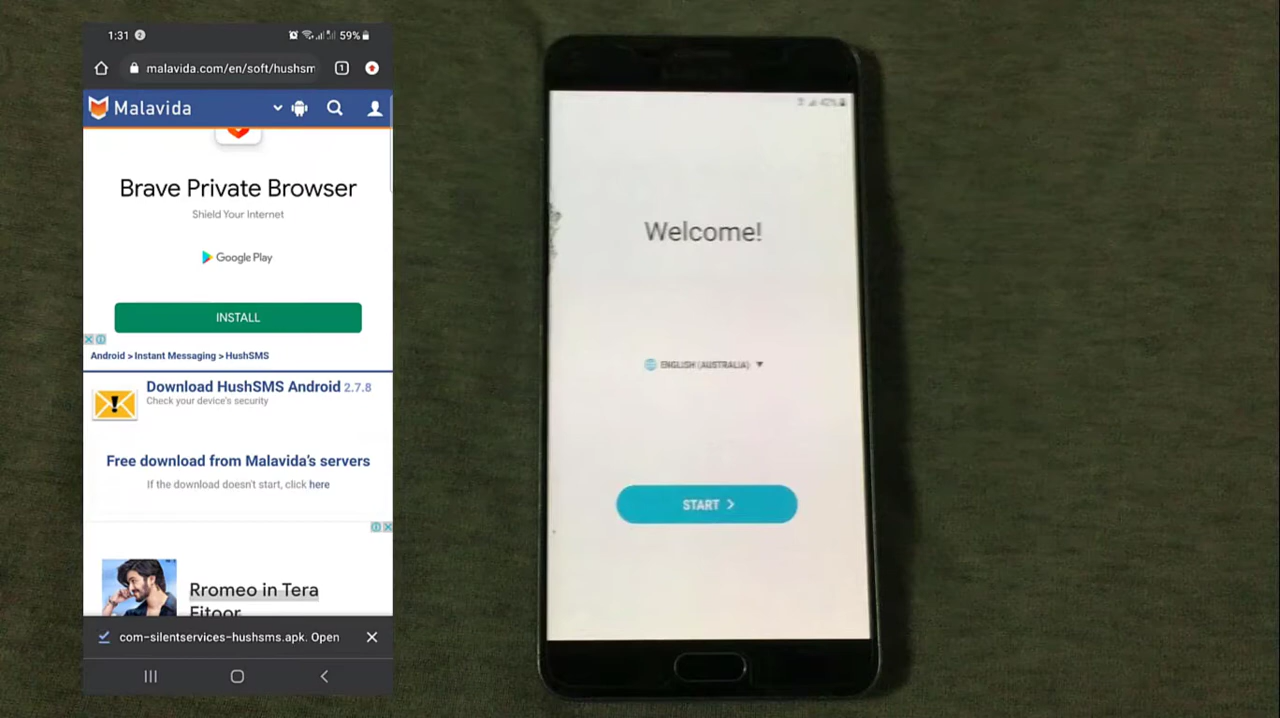 1:31 2 59%
malavida.com/en/soft/hushsm 1
Malavida
Brave Private Browser
Shield Your Internet
Google Play
INSTALL
Android > Instant Messaging > HushSMS
Download HushSMS Android 2.7.8
Check your device's security
Free download from Malavida's servers
If the download doesn't start, click here
Rromeo in Tera
Fitoor
com-silentservices-hushsms.apk. Open
42%
Welcome!
ENGLISH (AUSTRALIA)
START